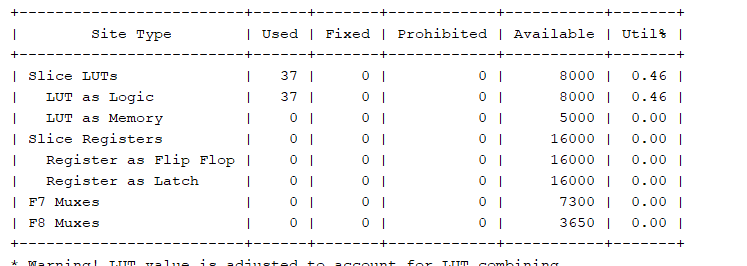 +-------------------------+------+-------+------------+-----------+-------+
|        Site Type        | Used | Fixed | Prohibited | Available | Util% |
+-------------------------+------+-------+------------+-----------+-------+
| Slice LUTs              |   37 |     0 |          0 |      8000 |  0.46 |
|   LUT as Logic          |   37 |     0 |          0 |      8000 |  0.46 |
|   LUT as Memory         |    0 |     0 |          0 |      5000 |  0.00 |
| Slice Registers         |    0 |     0 |          0 |     16000 |  0.00 |
|   Register as Flip Flop |    0 |     0 |          0 |     16000 |  0.00 |
|   Register as Latch     |    0 |     0 |          0 |     16000 |  0.00 |
| F7 Muxes                |    0 |     0 |          0 |      7300 |  0.00 |
| F8 Muxes                |    0 |     0 |          0 |      3650 |  0.00 |
+-------------------------+------+-------+------------+-----------+-------+
* Warning! LUT value is adjusted to account for LUT combining.